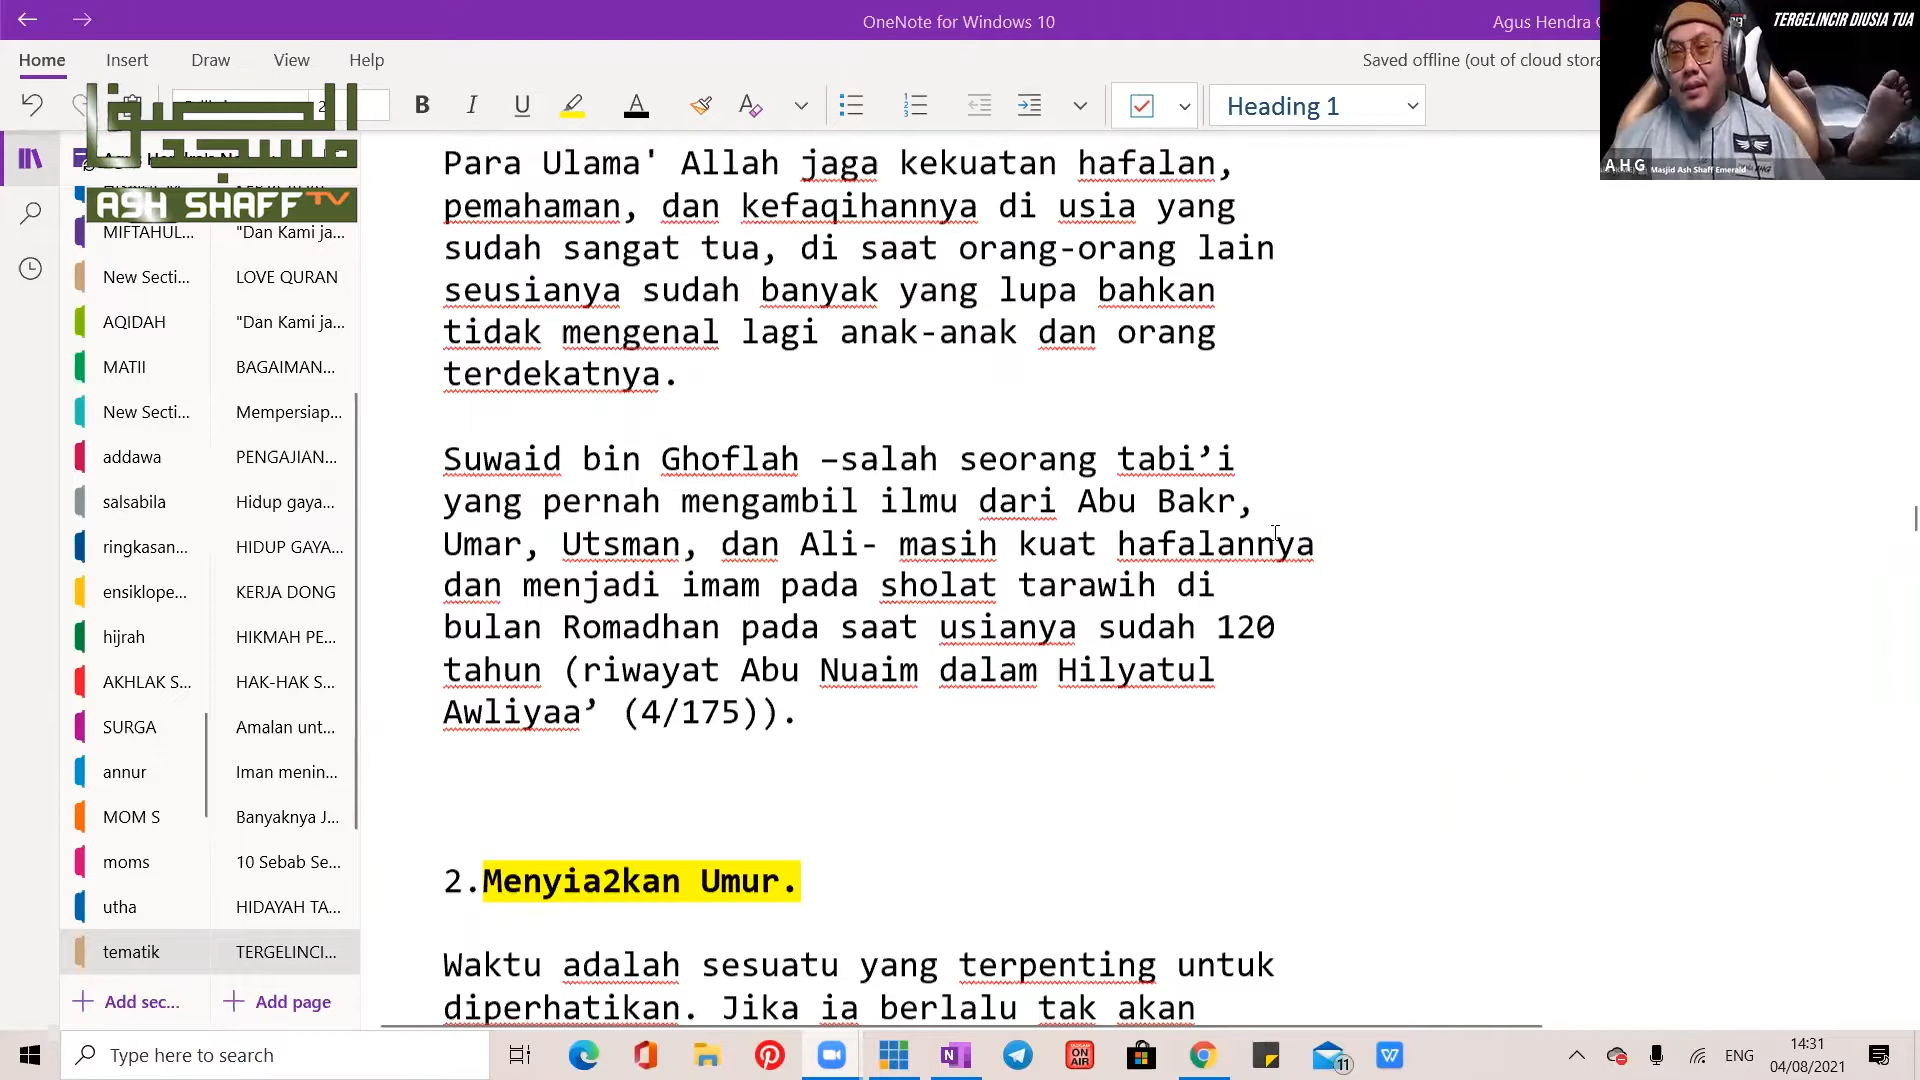 OneNote for Windows 10
Agus Hendra
TERGELINCIR DIUSIA TUA
Home
Insert
Draw
View
Help
Saved offline (out of cloud stora
B
I
U
A
Heading 1
مسجد الصف
ASH SHAFF TV
A H G
Masjid Ash Shaff Emerald
MIFTAHUL...
New Secti...
AQIDAH
MATII
New Secti...
addawa
salsabila
ringkasan...
ensiklope...
hijrah
AKHLAK S...
SURGA
annur
MOM S
moms
utha
tematik
Add sec...
"Dan Kami ja...
LOVE QURAN
"Dan Kami ja...
BAGAIMAN...
Mempersiap...
PENGAJIAN...
Hidup gaya...
HIDUP GAYA...
KERJA DONG
HIKMAH PE...
HAK-HAK S...
Amalan unt...
Iman menin...
Banyaknya J...
10 Sebab Se...
HIDAYAH TA...
TERGELINCI...
Add page
Para Ulama' Allah jaga kekuatan hafalan,
pemahaman, dan kefaqihannya di usia yang
sudah sangat tua, di saat orang-orang lain
seusianya sudah banyak yang lupa bahkan
tidak mengenal lagi anak-anak dan orang
terdekatnya.
Suwaid bin Ghoflah –salah seorang tabi’i
yang pernah mengambil ilmu dari Abu Bakr,
Umar, Utsman, dan Ali- masih kuat hafalannya
dan menjadi imam pada sholat tarawih di
bulan Romadhan pada saat usianya sudah 120
tahun (riwayat Abu Nuaim dalam Hilyatul
Awliyaa’ (4/175)).
2.Menyia2kan Umur.
Waktu adalah sesuatu yang terpenting untuk
diperhatikan. Jika ia berlalu tak akan
Type here to search
ON AIR
11
ENG
14:31
04/08/2021